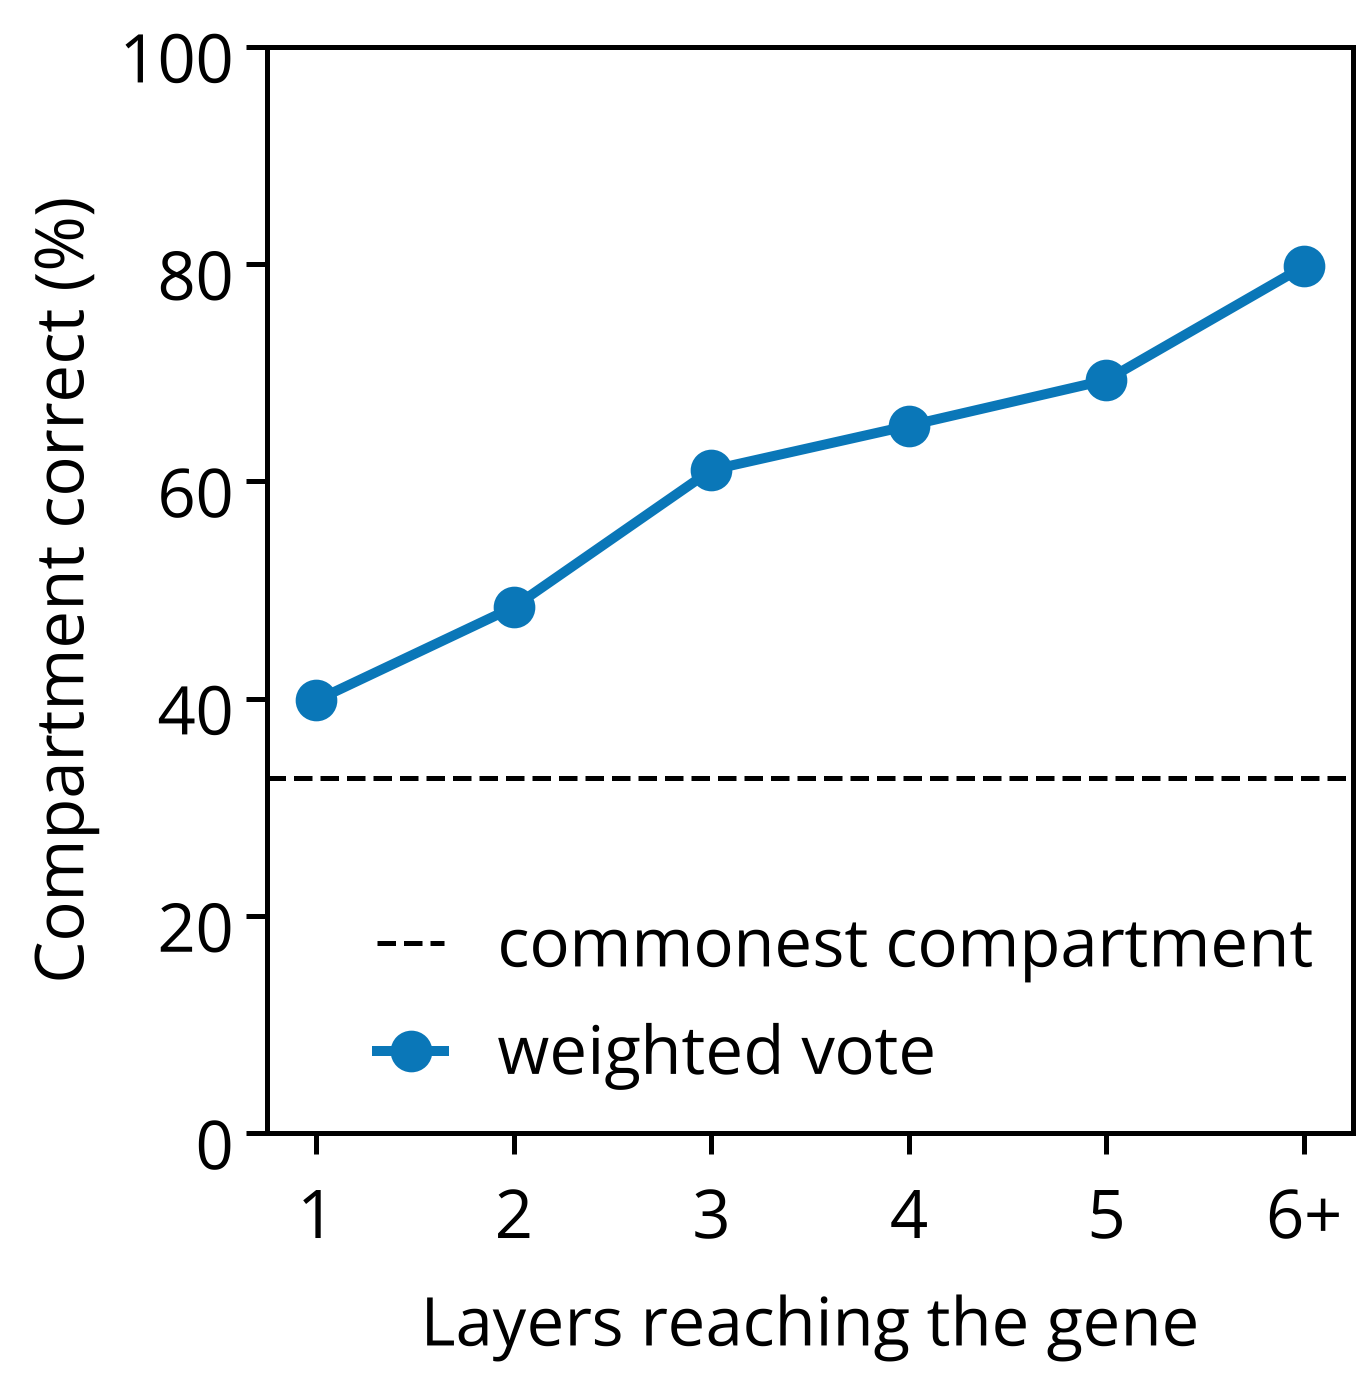 100
80
60
40
20
0
Compartment correct (%)
commonest compartment
weighted vote
1 2 3 4 5 6+
Layers reaching the gene